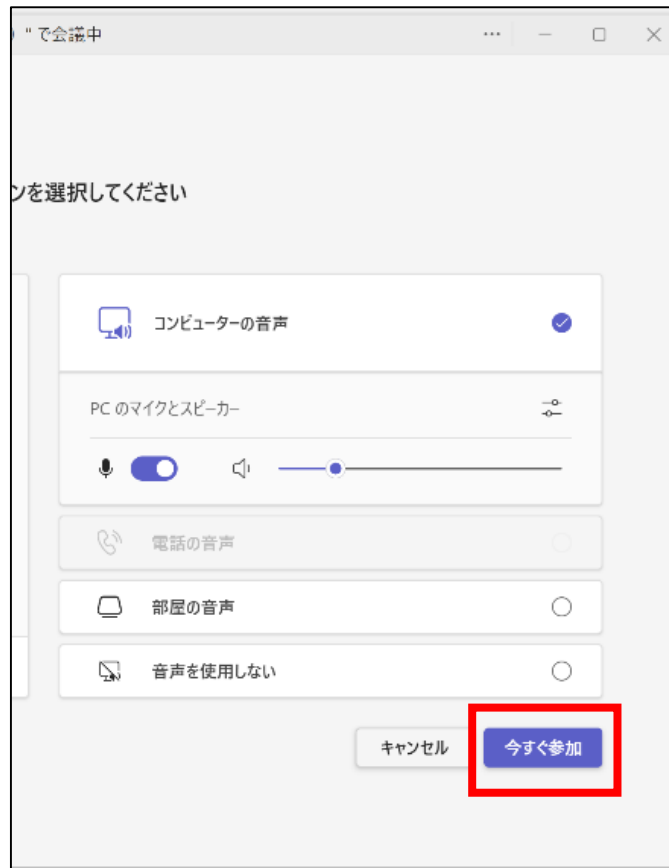 " で会議中
ンを選択してください
コンピューターの音声
PC のマイクとスピーカー
電話の音声
部屋の音声
音声を使用しない
キャンセル
今すぐ参加